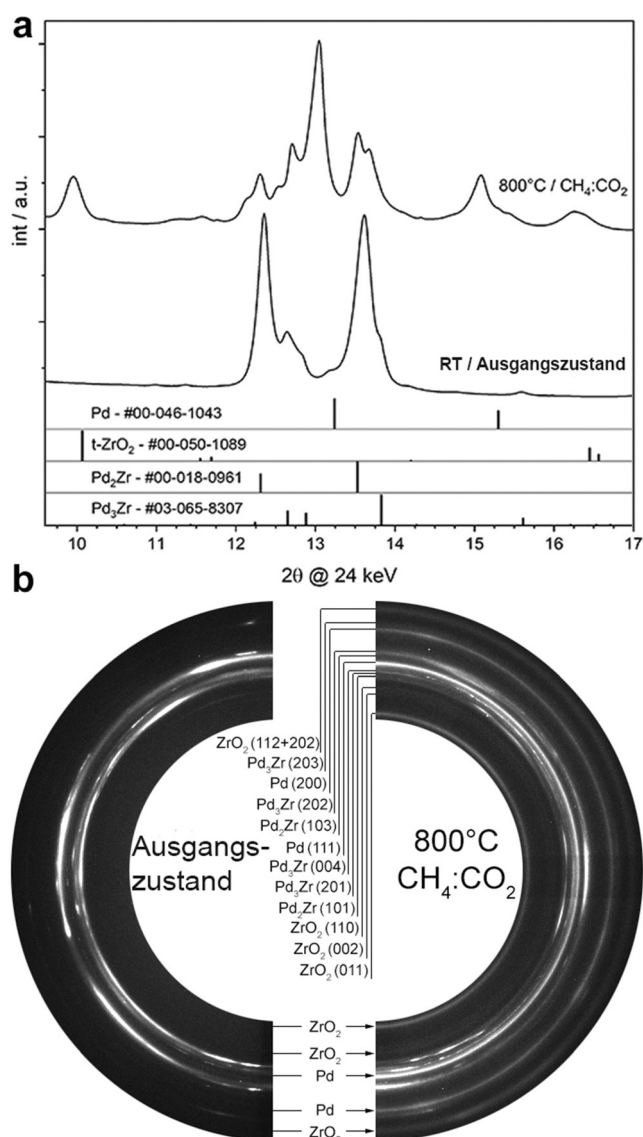 a
800°C / CH₄:CO₂
int / a.u.
RT / Ausgangszustand
Pd - #00-046-1043
t-ZrO₂ - #00-050-1089
Pd₂Zr - #00-018-0961
Pd₃Zr - #03-065-8307
10 11 12 13 14 15 16 17
2θ @ 24 keV
b
ZrO₂ (112+202)
Pd₃Zr (203)
Pd (200)
Pd₃Zr (202)
Pd₂Zr (103)
Pd (111)
Pd₃Zr (004)
Pd₃Zr (201)
Pd₂Zr (101)
ZrO₂ (110)
ZrO₂ (002)
ZrO₂ (011)
Ausgangs-
zustand
800°C
CH₄:CO₂
ZrO₂
ZrO₂
Pd
Pd
ZrO₂